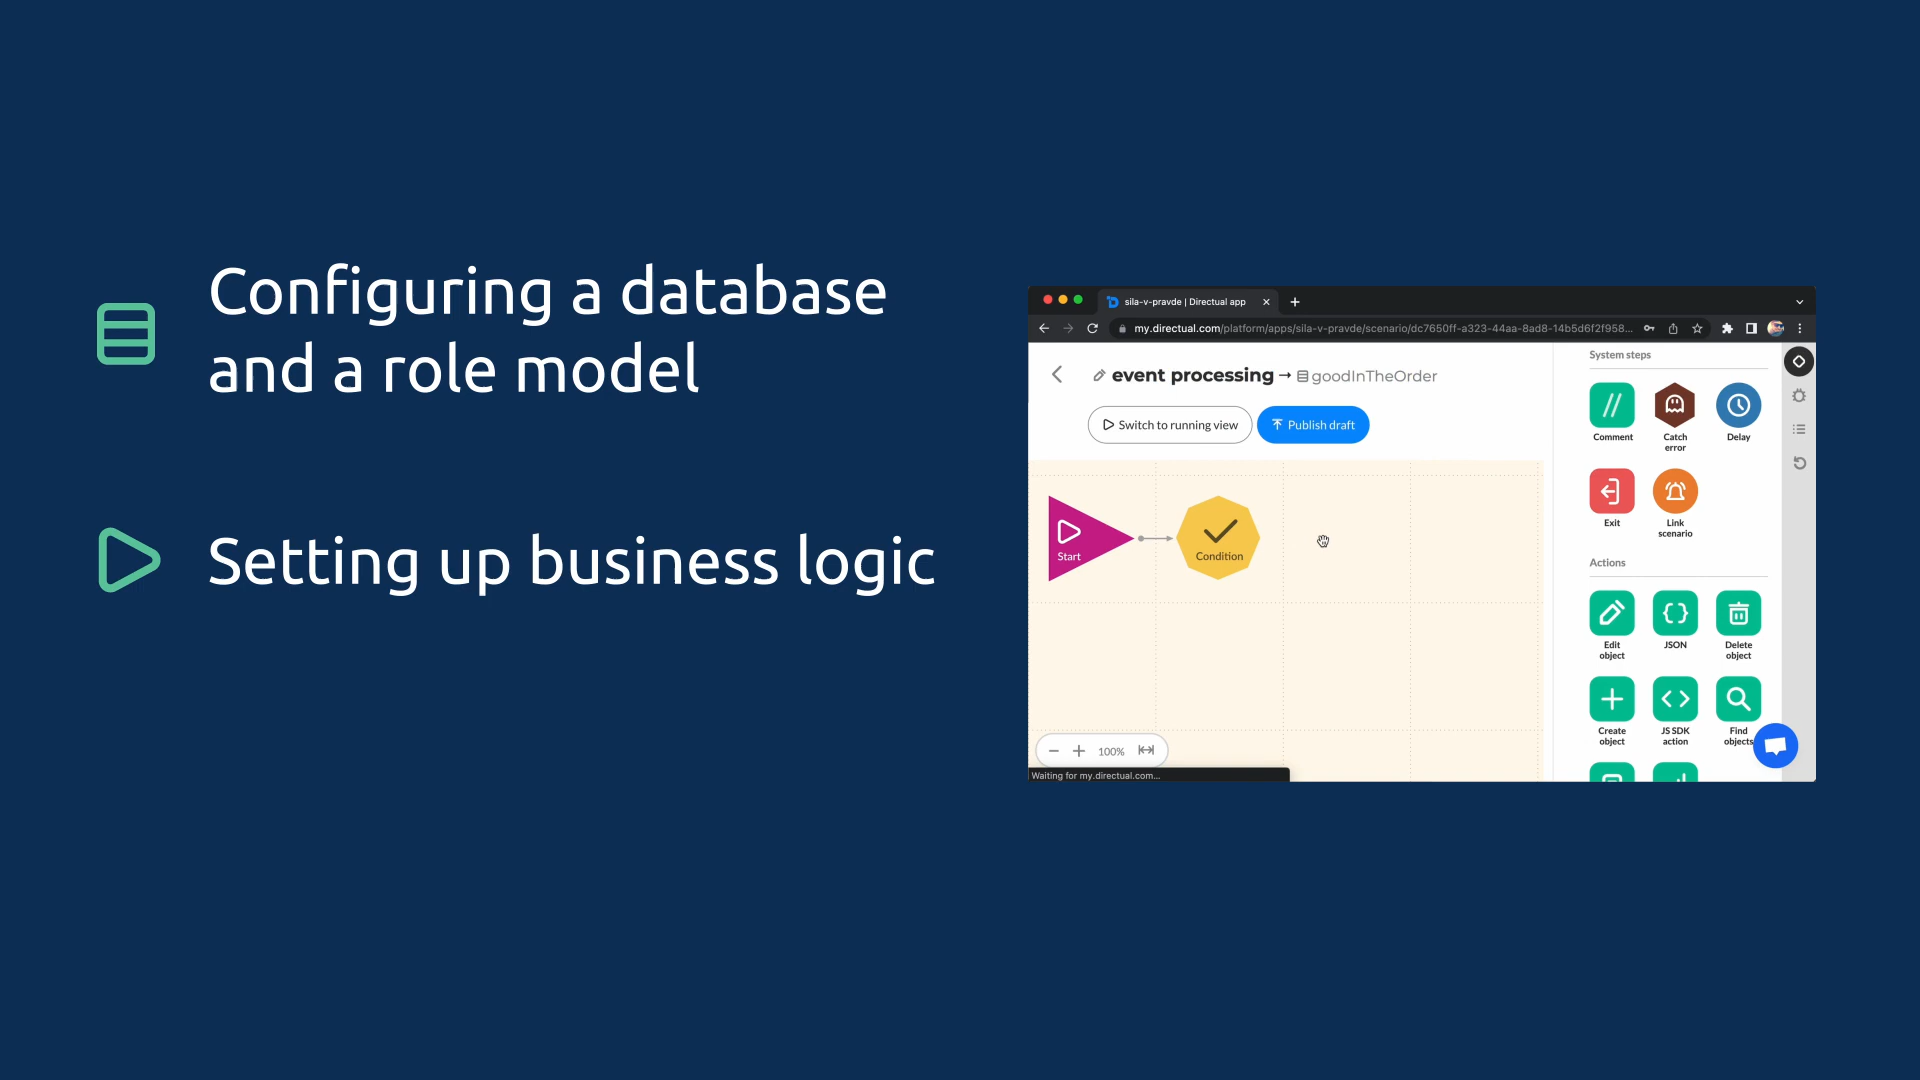 Configuring a database
and a role model
Setting up business logic
sila-v-pravde | Directual app
my.directual.com/platform/apps/sila-v-pravde/scenario/dc7650ff-a323-44aa-8ad8-14b5d6f2f958...
event processing → goodInTheOrder
Switch to running view
Publish draft
Start
Condition
100%
Waiting for my.directual.com...
System steps
Comment
Catch
error
Delay
Exit
Link
scenario
Actions
Edit
object
JSON
Delete
object
Create
object
JS SDK
action
Find
objects